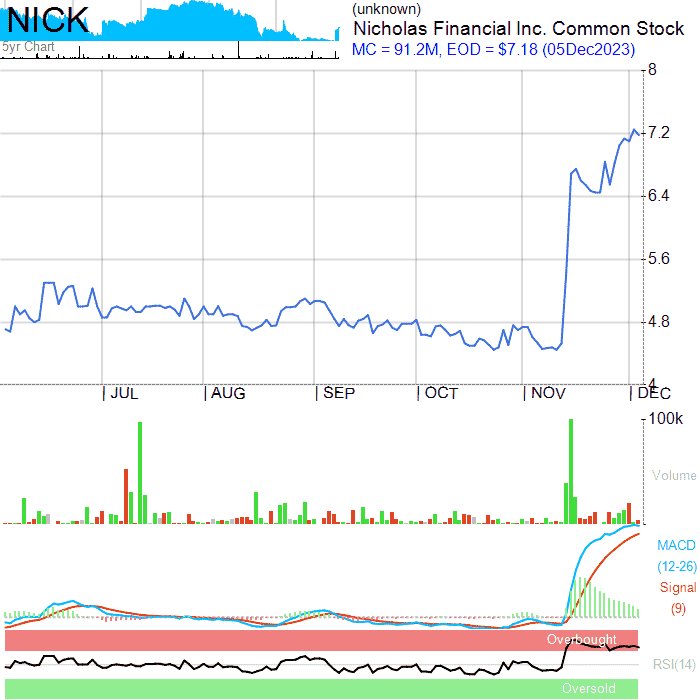 NICK
5yr Chart
(unknown)
Nicholas Financial Inc. Common Stock
MC = 91.2M, EOD = $7.18 (05Dec2023)
8
7.2
6.4
5.6
4.8
4
| JUL | AUG | SEP | OCT | NOV | DEC
100k
Volume
MACD
(12-26)
Signal
(9)
Overbought
RSI(14)
Oversold